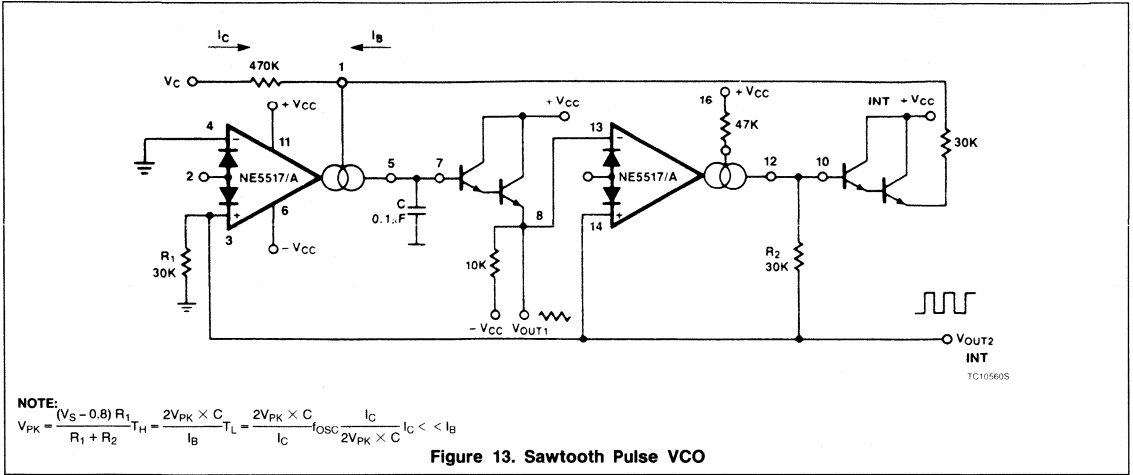 I_C I_B
470K 1
V_C
+ V_CC + V_CC 16 + V_CC INT + V_CC
4 − 11 13 − 47K 30K
2 NE5517/A 5 7 NE5517/A 12 10
C
0.1μF
3 + 6 8 14 +
− V_CC
R_1
30K
10K
R_2
30K
− V_CC V_OUT1
V_OUT2
INT
TC10560S
NOTE:
V_PK = (V_S − 0.8) R_1 / R_1 + R_2 T_H = 2V_PK × C / I_B T_L = 2V_PK × C / I_C f_OSC I_C / 2V_PK × C I_C < < I_B
Figure 13. Sawtooth Pulse VCO